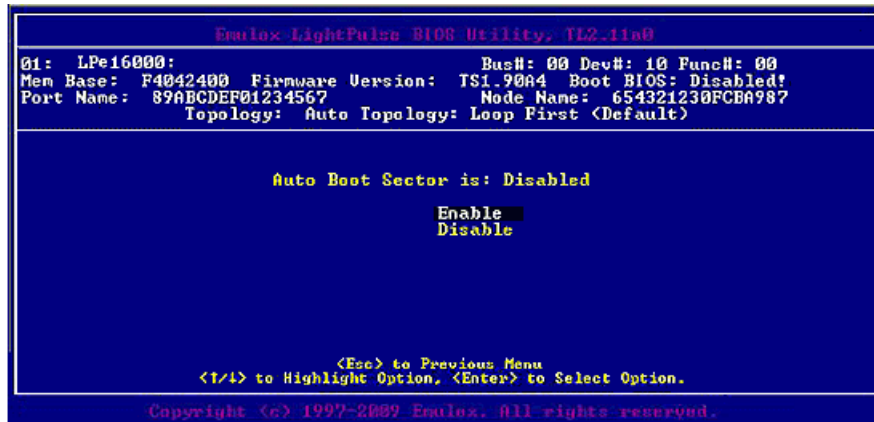 Emulex LightPulse BIOS Utility, TL2.11a0
01: LPe16000: Bus#: 00 Dev#: 10 Func#: 00
Mem Base: F4042400 Firmware Version: TS1.90A4 Boot BIOS: Disabled!
Port Name: 89ABCDEF01234567 Node Name: 654321230FCBA987
Topology: Auto Topology: Loop First (Default)
Auto Boot Sector is: Disabled
Enable
Disable
<Esc> to Previous Menu
<↑/↓> to Highlight Option, <Enter> to Select Option.
Copyright (c) 1997-2009 Emulex. All rights reserved.